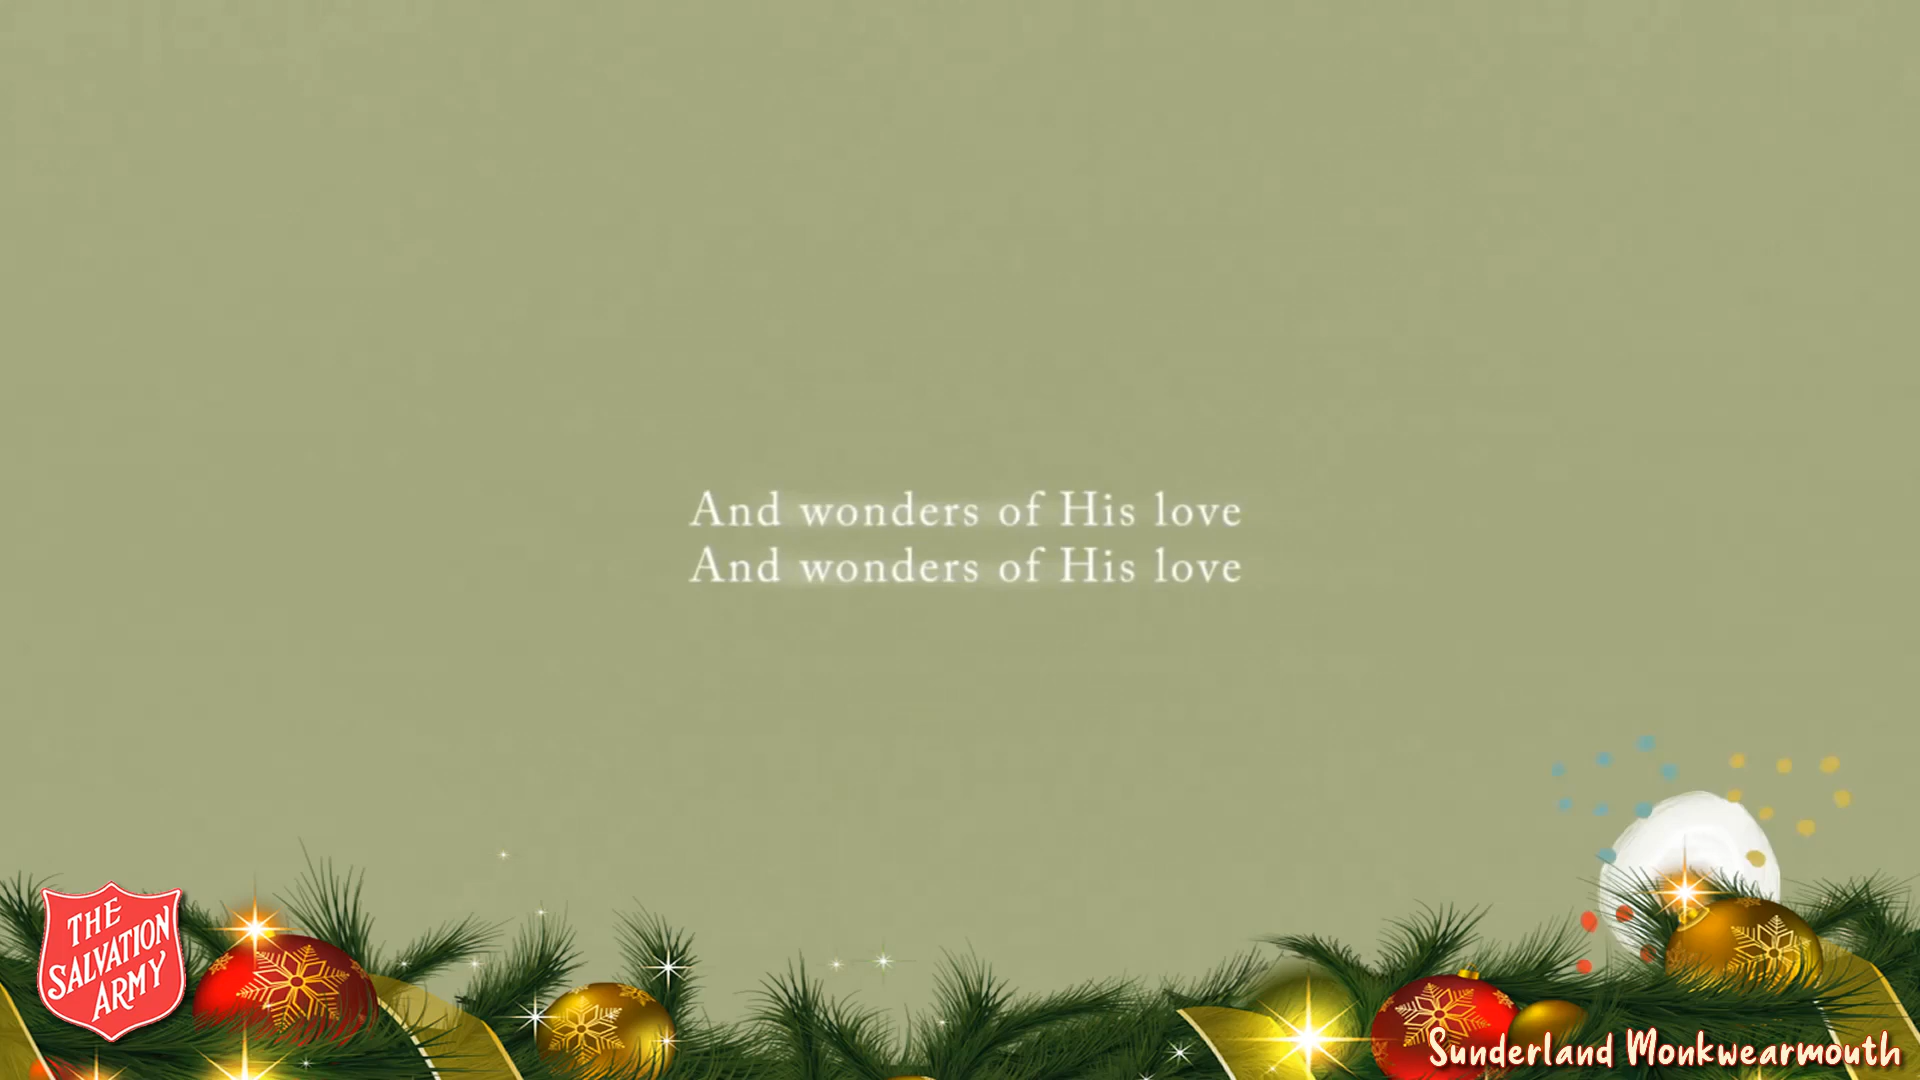 And wonders of His love
And wonders of His love
THE
SALVATION
ARMY
Sunderland Monkwearmouth